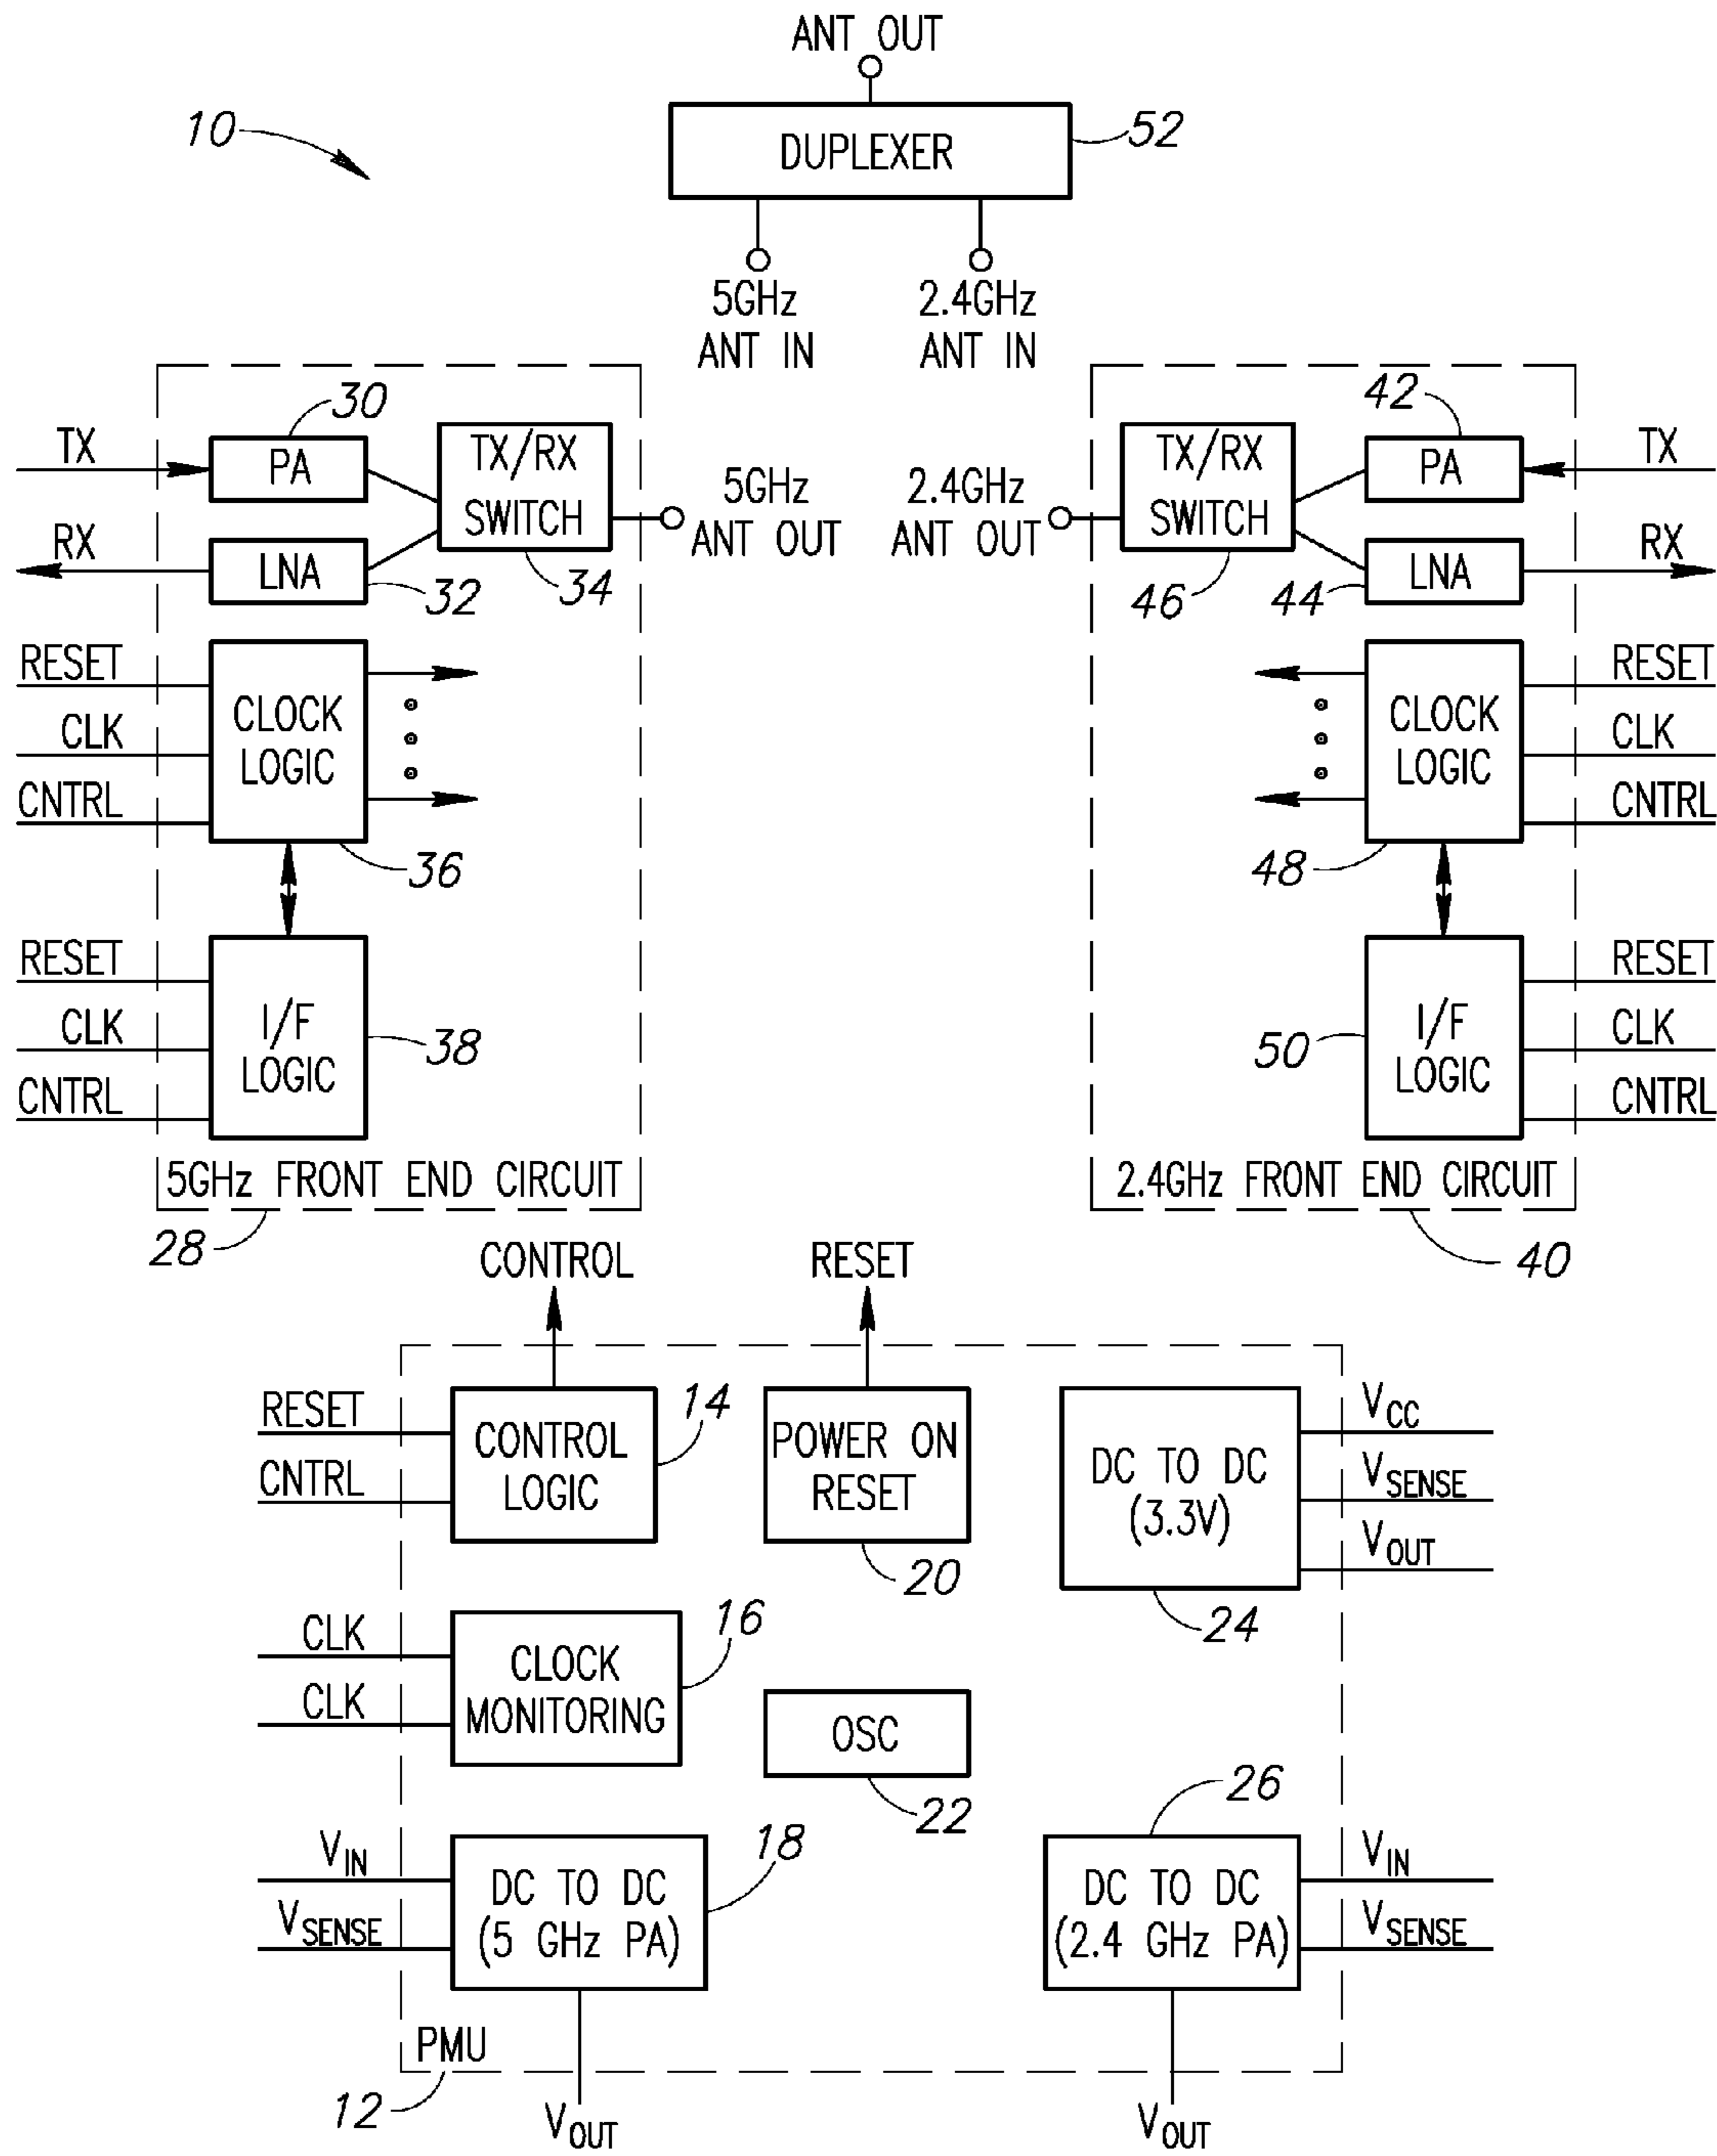 ANT OUT
10
DUPLEXER
52
5GHz
ANT IN
2.4GHz
ANT IN
30
TX
PA
TX/RX
SWITCH
5GHz
ANT OUT
RX
LNA
32
34
RESET
CLK
CNTRL
CLOCK
LOGIC
36
RESET
CLK
CNTRL
I/F
LOGIC
38
5GHz FRONT END CIRCUIT
28
42
2.4GHz
ANT OUT
TX/RX
SWITCH
PA
TX
46
44
LNA
RX
CLOCK
LOGIC
RESET
CLK
CNTRL
48
I/F
LOGIC
50
RESET
CLK
CNTRL
2.4GHz FRONT END CIRCUIT
40
CONTROL
RESET
RESET
CNTRL
CONTROL
LOGIC
14
POWER ON
RESET
20
DC TO DC
(3.3V)
24
VCC
VSENSE
VOUT
CLK
CLK
CLOCK
MONITORING
16
OSC
22
VIN
VSENSE
DC TO DC
(5 GHz PA)
18
26
DC TO DC
(2.4 GHz PA)
VIN
VSENSE
PMU
12
VOUT
VOUT